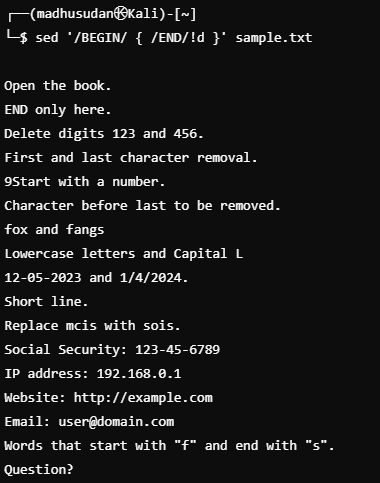 ┌──(madhusudan㉿Kali)-[~]
└─$ sed '/BEGIN/ { /END/!d }' sample.txt
Open the book.
END only here.
Delete digits 123 and 456.
First and last character removal.
9Start with a number.
Character before last to be removed.
fox and fangs
Lowercase letters and Capital L
12-05-2023 and 1/4/2024.
Short line.
Replace mcis with sois.
Social Security: 123-45-6789
IP address: 192.168.0.1
Website: http://example.com
Email: user@domain.com
Words that start with "f" and end with "s".
Question?